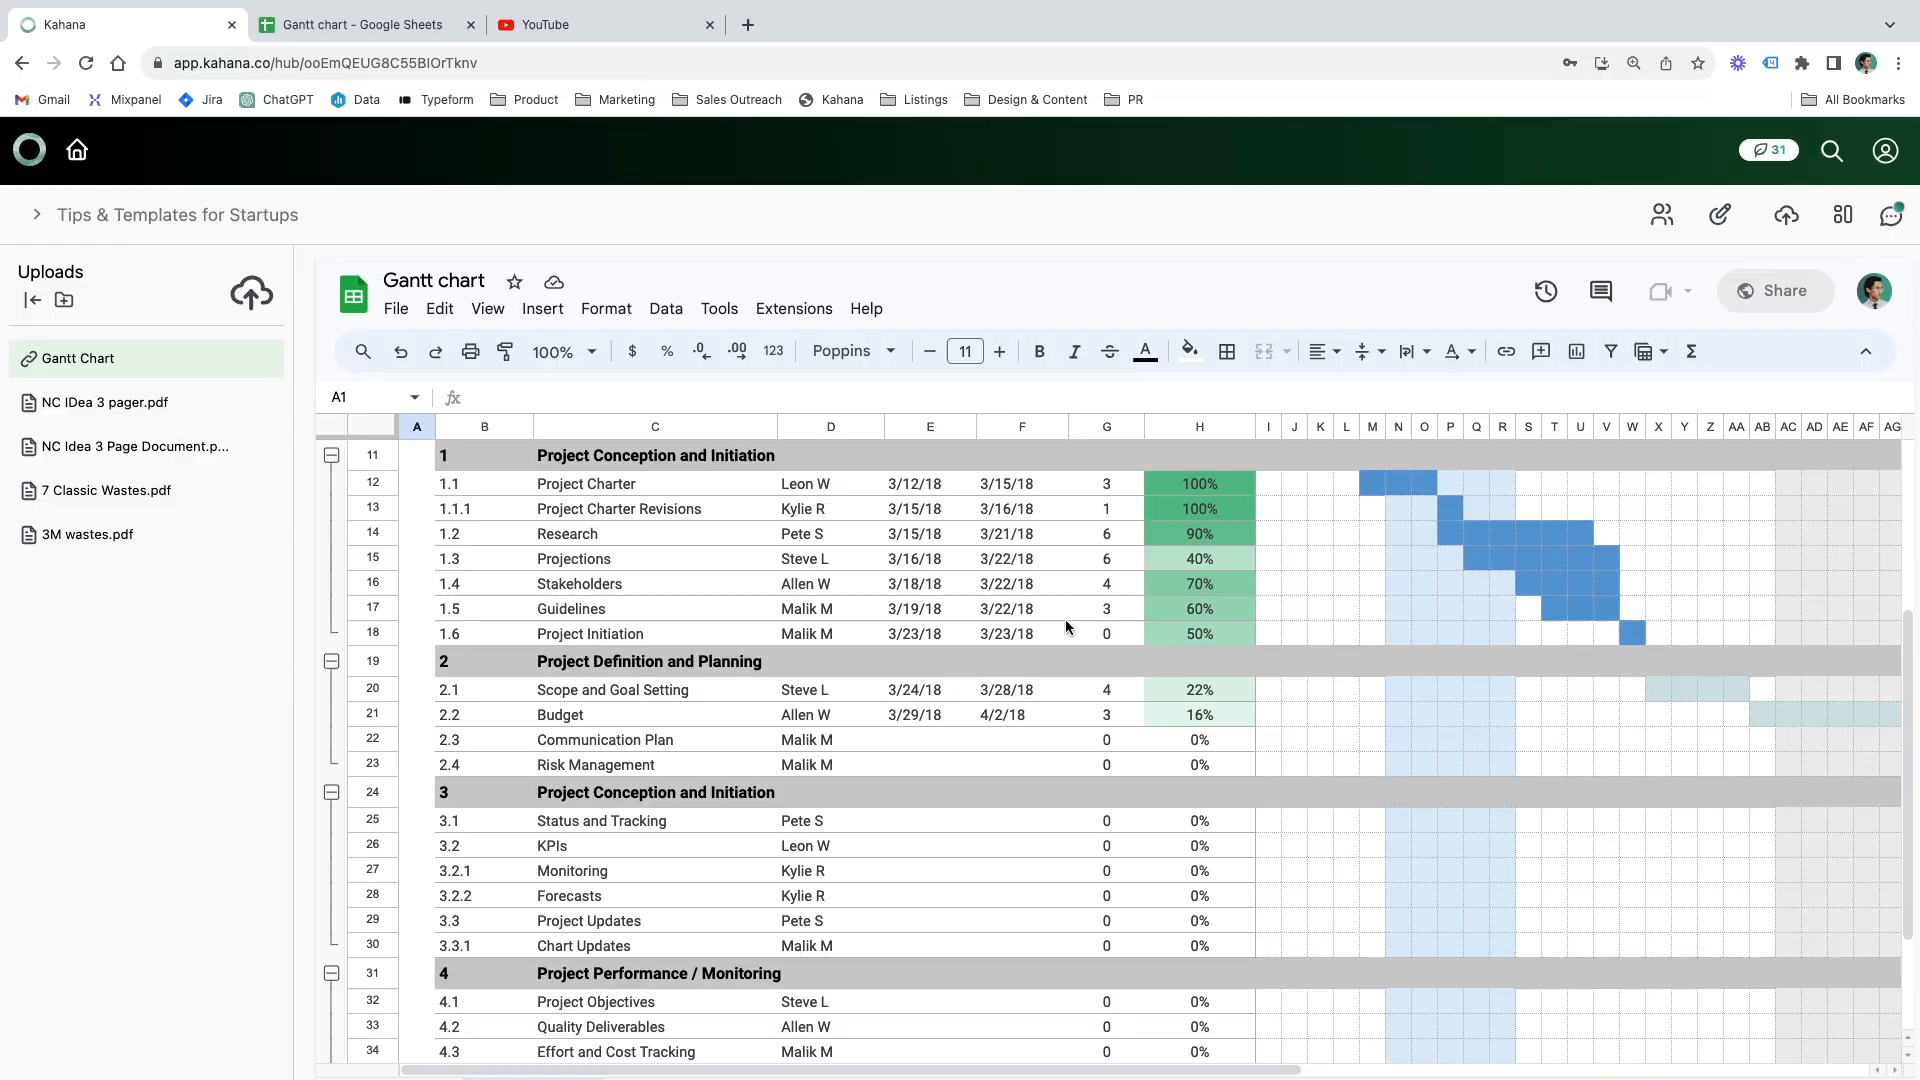 Kahana
Gantt chart - Google Sheets
YouTube
app.kahana.co/hub/ooEmQEUG8C55BIOrTknv
Gmail Mixpanel Jira ChatGPT Data Typeform Product Marketing Sales Outreach Kahana Listings Design & Content PR All Bookmarks
31
Tips & Templates for Startups
Uploads
Gantt Chart
NC IDea 3 pager.pdf
NC Idea 3 Page Document.p...
7 Classic Wastes.pdf
3M wastes.pdf
Gantt chart
File Edit View Insert Format Data Tools Extensions Help
Share
100% $ % .0 .00 123 Poppins − 11 + B I S A Σ
A1 fx
A B C D E F G H I J K L M N O P Q R S T U V W X Y Z AA AB AC AD AE AF AG
11 1 Project Conception and Initiation
12 1.1 Project Charter Leon W 3/12/18 3/15/18 3 100%
13 1.1.1 Project Charter Revisions Kylie R 3/15/18 3/16/18 1 100%
14 1.2 Research Pete S 3/15/18 3/21/18 6 90%
15 1.3 Projections Steve L 3/16/18 3/22/18 6 40%
16 1.4 Stakeholders Allen W 3/18/18 3/22/18 4 70%
17 1.5 Guidelines Malik M 3/19/18 3/22/18 3 60%
18 1.6 Project Initiation Malik M 3/23/18 3/23/18 0 50%
19 2 Project Definition and Planning
20 2.1 Scope and Goal Setting Steve L 3/24/18 3/28/18 4 22%
21 2.2 Budget Allen W 3/29/18 4/2/18 3 16%
22 2.3 Communication Plan Malik M 0 0%
23 2.4 Risk Management Malik M 0 0%
24 3 Project Conception and Initiation
25 3.1 Status and Tracking Pete S 0 0%
26 3.2 KPIs Leon W 0 0%
27 3.2.1 Monitoring Kylie R 0 0%
28 3.2.2 Forecasts Kylie R 0 0%
29 3.3 Project Updates Pete S 0 0%
30 3.3.1 Chart Updates Malik M 0 0%
31 4 Project Performance / Monitoring
32 4.1 Project Objectives Steve L 0 0%
33 4.2 Quality Deliverables Allen W 0 0%
34 4.3 Effort and Cost Tracking Malik M 0 0%